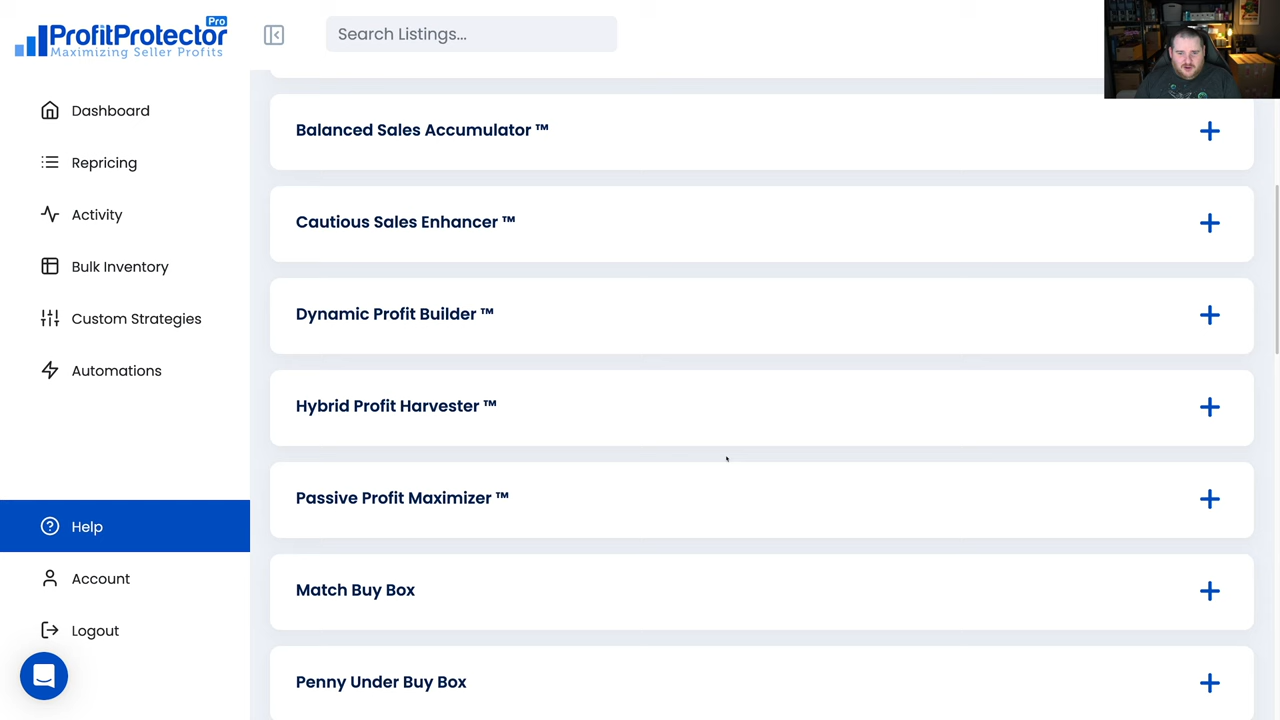 ProfitProtector Pro
Maximizing Seller Profits
Search Listings...
Dashboard
Repricing
Activity
Bulk Inventory
Custom Strategies
Automations
Help
Account
Logout
Balanced Sales Accumulator ™
Cautious Sales Enhancer ™
Dynamic Profit Builder ™
Hybrid Profit Harvester ™
Passive Profit Maximizer ™
Match Buy Box
Penny Under Buy Box